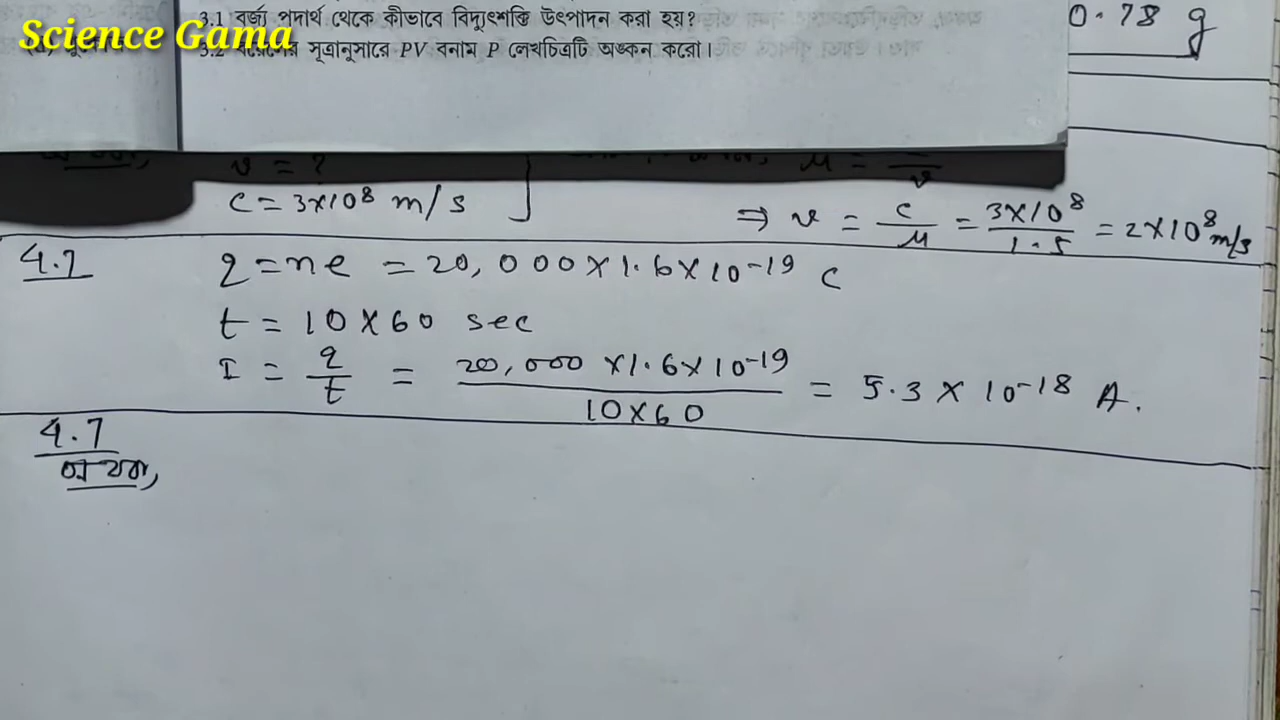 Science Gama
3.1 বর্জ্য পদার্থ থেকে কীভাবে বিদ্যুৎশক্তি উৎপাদন করা হয়?
3.2 বয়েলের সূত্রানুসারে PV বনাম P লেখচিত্রটি অঙ্কন করো।
0.78 g
v = ?
μ = c/v
c = 3×10⁸ m/s
⇒ v = c/μ = 3×10⁸/1.5 = 2×10⁸ m/s
4.7
q = ne = 20,000×1.6×10⁻¹⁹ C
t = 10×60 sec
I = q/t = 20,000×1.6×10⁻¹⁹/10×60 = 5.3×10⁻¹⁸ A.
4.7
অথবা,